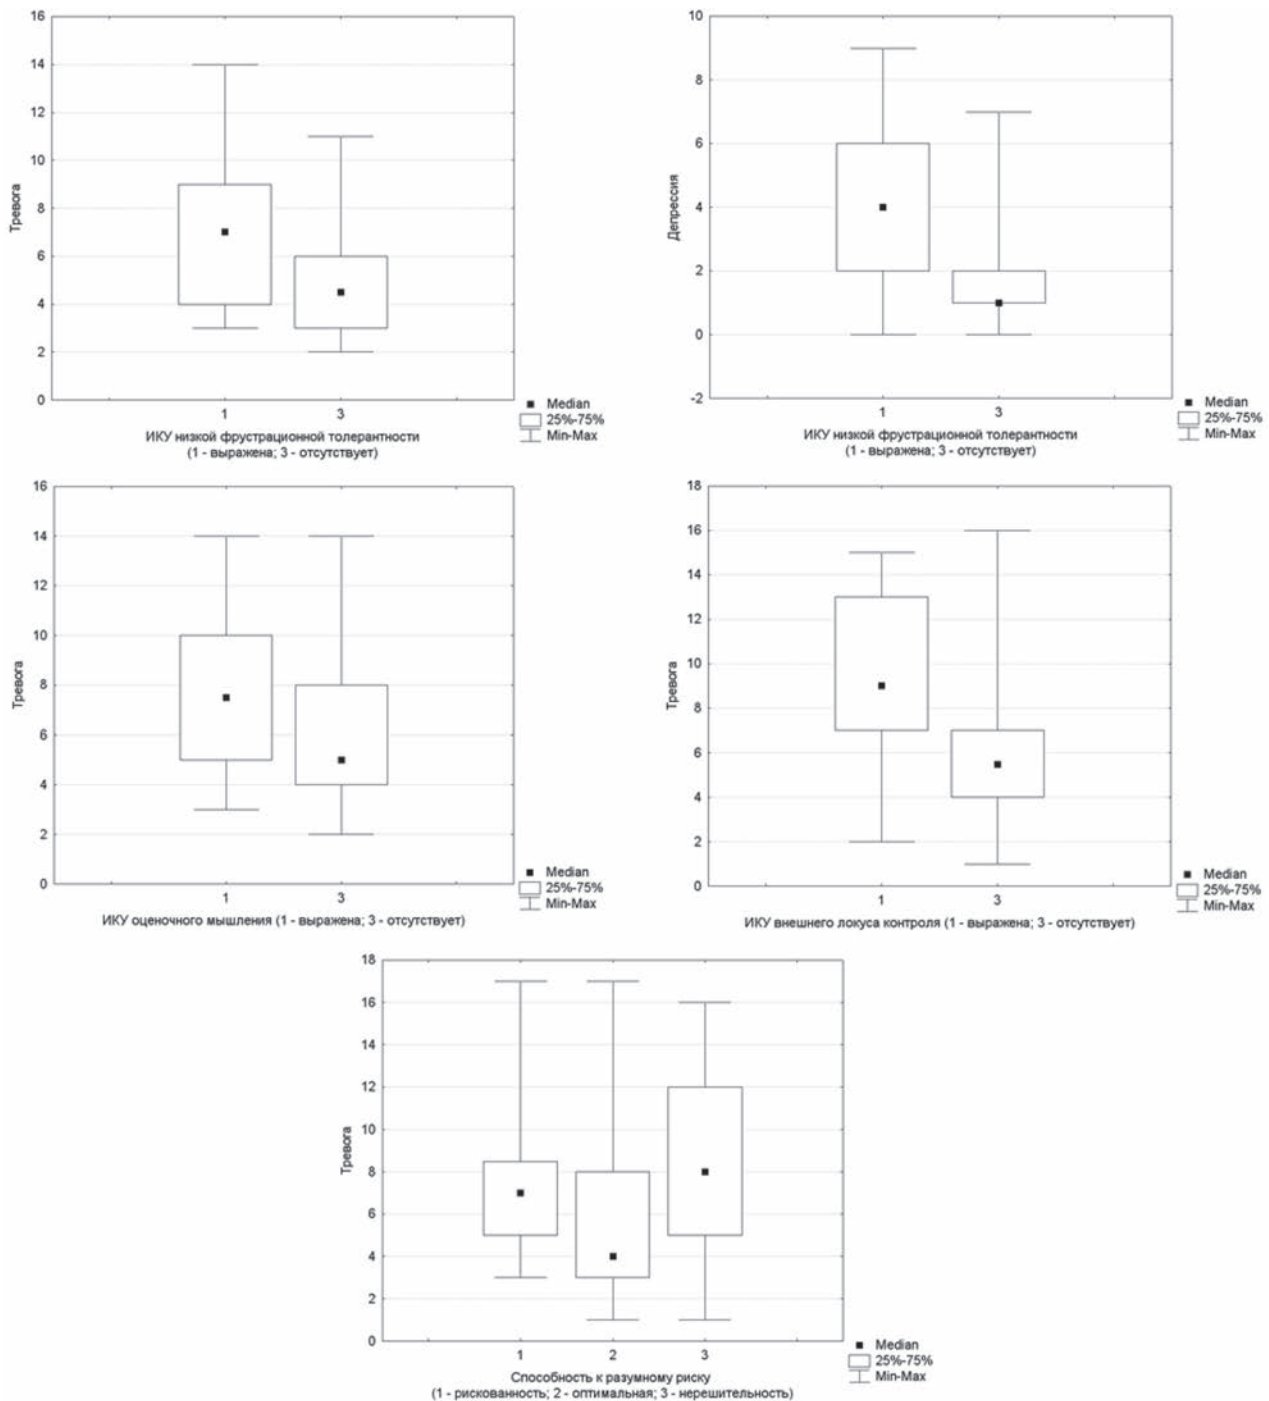 16
14
12
10
8
6
4
2
0
Тревога
1
3
ИКУ низкой фрустрационной толерантности
(1 - выражена; 3 - отсутствует)
Median
25%-75%
Min-Max
10
8
6
4
2
0
-2
Депрессия
1
3
ИКУ низкой фрустрационной толерантности
(1 - выражена; 3 - отсутствует)
Median
25%-75%
Min-Max
16
14
12
10
8
6
4
2
0
Тревога
1
3
ИКУ оценочного мышления (1 - выражена; 3 - отсутствует)
Median
25%-75%
Min-Max
18
16
14
12
10
8
6
4
2
0
Тревога
1
3
ИКУ внешнего локуса контроля (1 - выражена; 3 - отсутствует)
Median
25%-75%
Min-Max
18
16
14
12
10
8
6
4
2
0
Тревога
1
2
3
Способность к разумному риску
(1 - рискованность; 2 - оптимальная; 3 - нерешительность)
Median
25%-75%
Min-Max